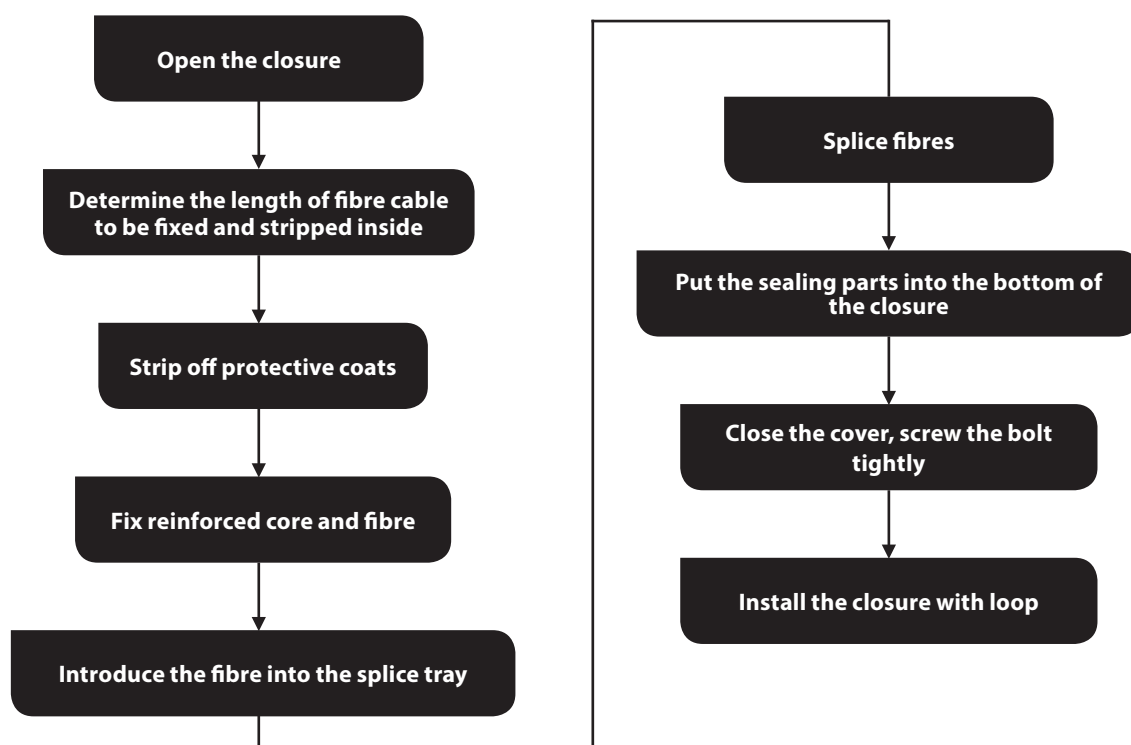 Open the closure
Determine the length of fibre cable
to be fixed and stripped inside
Strip off protective coats
Fix reinforced core and fibre
Introduce the fibre into the splice tray
Splice fibres
Put the sealing parts into the bottom of
the closure
Close the cover, screw the bolt
tightly
Install the closure with loop